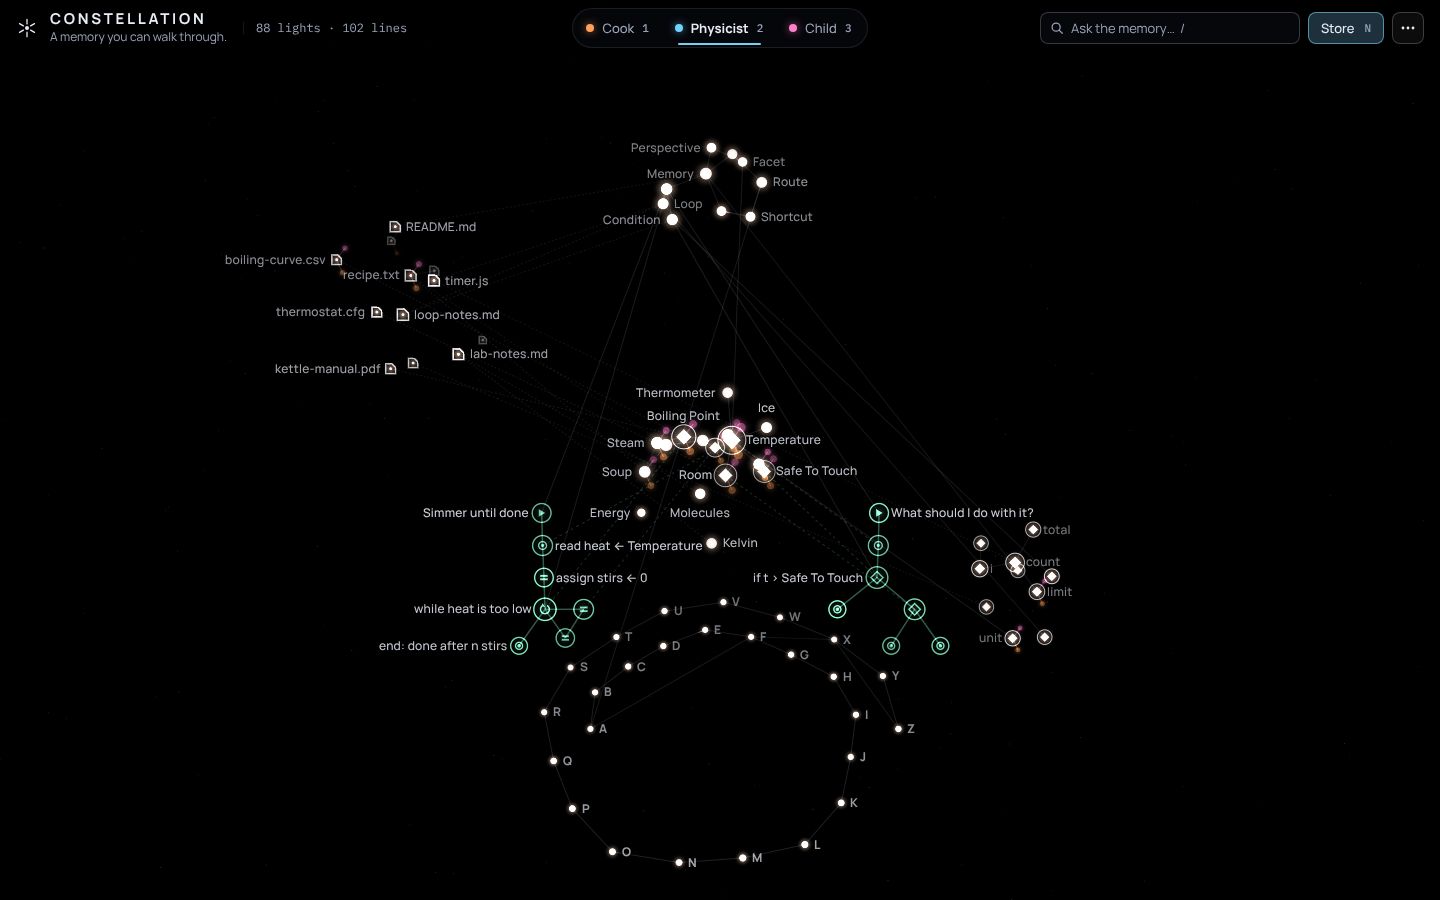 CONSTELLATION
A memory you can walk through.
88 lights · 102 lines
Cook 1
Physicist 2
Child 3
Ask the memory… /
Store N
Perspective
Facet
Memory
Route
Loop
Condition
Shortcut
README.md
boiling-curve.csv
recipe.txt
timer.js
thermostat.cfg
loop-notes.md
lab-notes.md
kettle-manual.pdf
Thermometer
Ice
Boiling Point
Steam
Temperature
Soup
Room
Safe To Touch
Energy
Molecules
Simmer until done
What should I do with it?
read heat ← Temperature
Kelvin
total
assign stirs ← 0
if t > Safe To Touch
count
i
limit
while heat is too low
unit
end: done after n stirs
U
V
W
T
D
E
F
X
S
C
G
B
H
Y
R
A
I
Z
Q
J
P
K
O
N
M
L